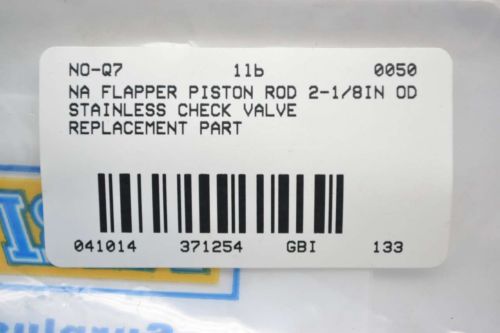 NO-Q7 1lb 0050
NA FLAPPER PISTON ROD 2-1/8IN OD
STAINLESS CHECK VALVE
REPLACEMENT PART
041014 371254 GBI 133
Surplus